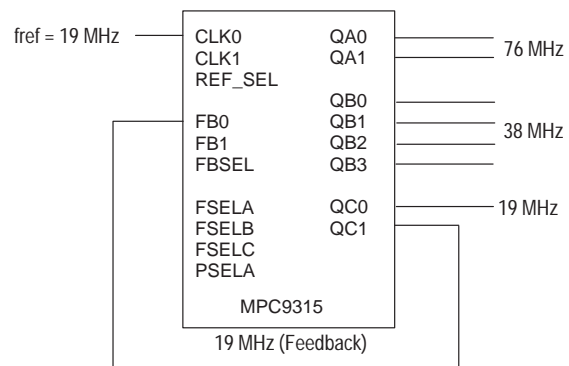 fref = 19 MHz
CLK0 QA0
76 MHz
CLK1 QA1
REF_SEL
QB0
FB0 QB1
38 MHz
FB1 QB2
FBSEL QB3
FSELA QC0 19 MHz
FSELB QC1
FSELC
PSELA
MPC9315
19 MHz (Feedback)